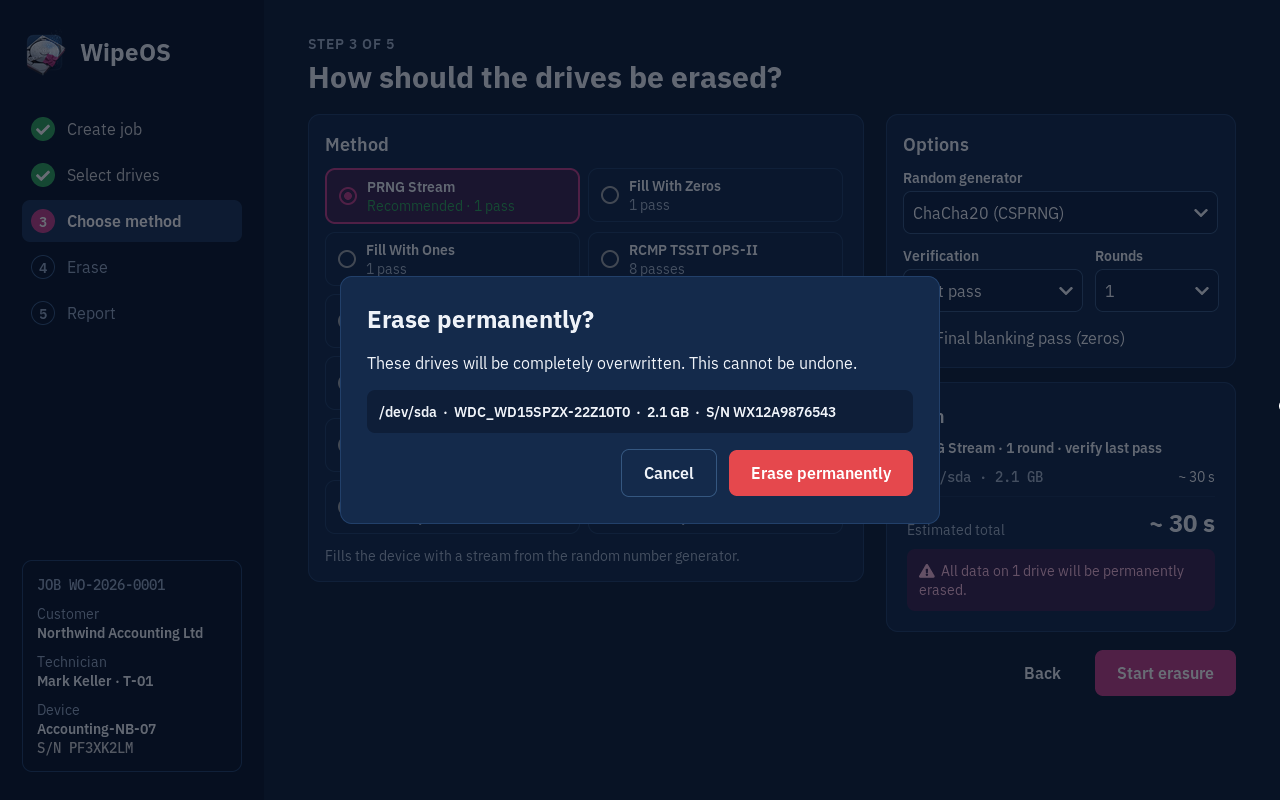 WipeOS
Create job
Select drives
3 Choose method
4 Erase
5 Report
JOB WO-2026-0001
Customer
Northwind Accounting Ltd
Technician
Mark Keller · T-01
Device
Accounting-NB-07
S/N PF3XK2LM
STEP 3 OF 5
How should the drives be erased?
Method
PRNG Stream
Recommended · 1 pass
Fill With Zeros
1 pass
Fill With Ones
1 pass
RCMP TSSIT OPS-II
8 passes
Fills the device with a stream from the random number generator.
Options
Random generator
ChaCha20 (CSPRNG)
Verification
pass
Rounds
1
Final blanking pass (zeros)
Stream · 1 round · verify last pass
/sda · 2.1 GB
~ 30 s
Estimated total
~ 30 s
All data on 1 drive will be permanently
erased.
Back
Start erasure
Erase permanently?
These drives will be completely overwritten. This cannot be undone.
/dev/sda · WDC_WD15SPZX-22Z10T0 · 2.1 GB · S/N WX12A9876543
Cancel
Erase permanently